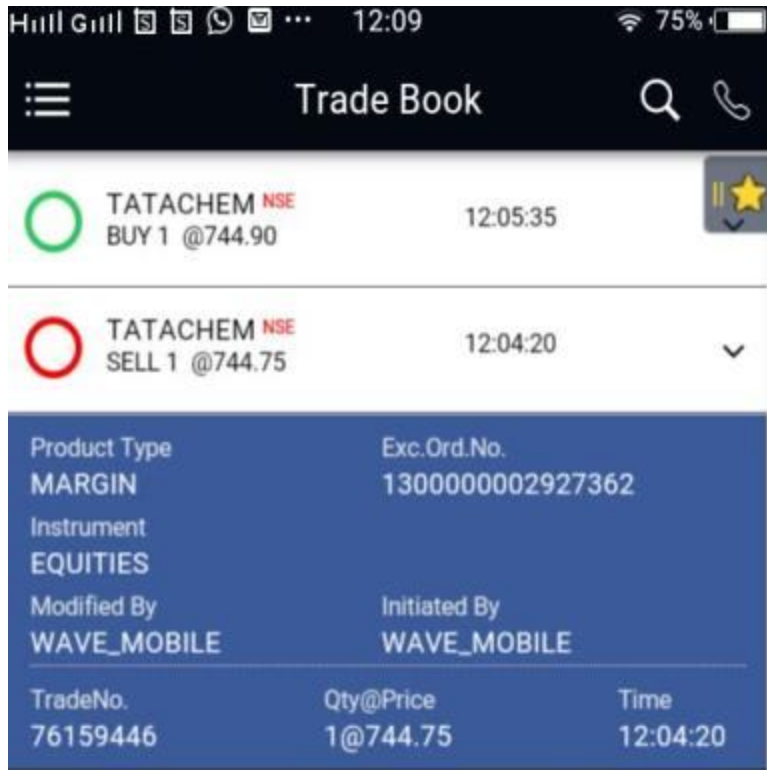 H G 12:09 75%
Trade Book
TATACHEM NSE
BUY 1 @744.90 12:05:35
TATACHEM NSE
SELL 1 @744.75 12:04:20
Product Type Exc.Ord.No.
MARGIN 1300000002927362
Instrument
EQUITIES
Modified By Initiated By
WAVE_MOBILE WAVE_MOBILE
TradeNo. Qty@Price Time
76159446 1@744.75 12:04:20